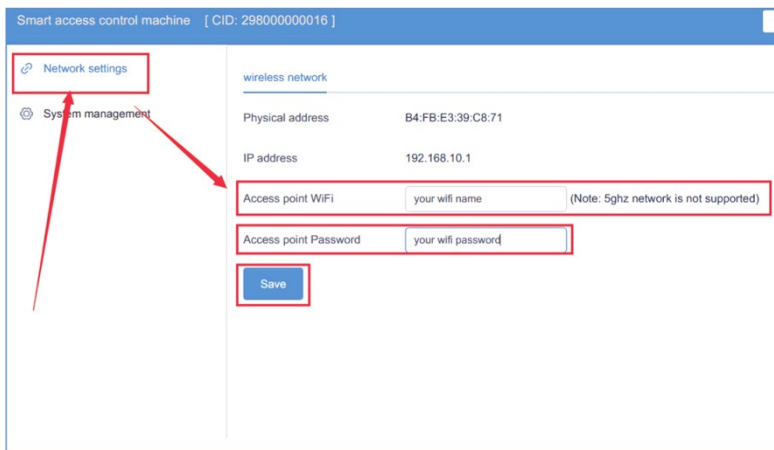 Smart access control machine [ CID: 298000000016 ]
Network settings
System management
wireless network
Physical address B4:FB:E3:39:C8:71
IP address 192.168.10.1
Access point WiFi your wifi name (Note: 5ghz network is not supported)
Access point Password your wifi password
Save